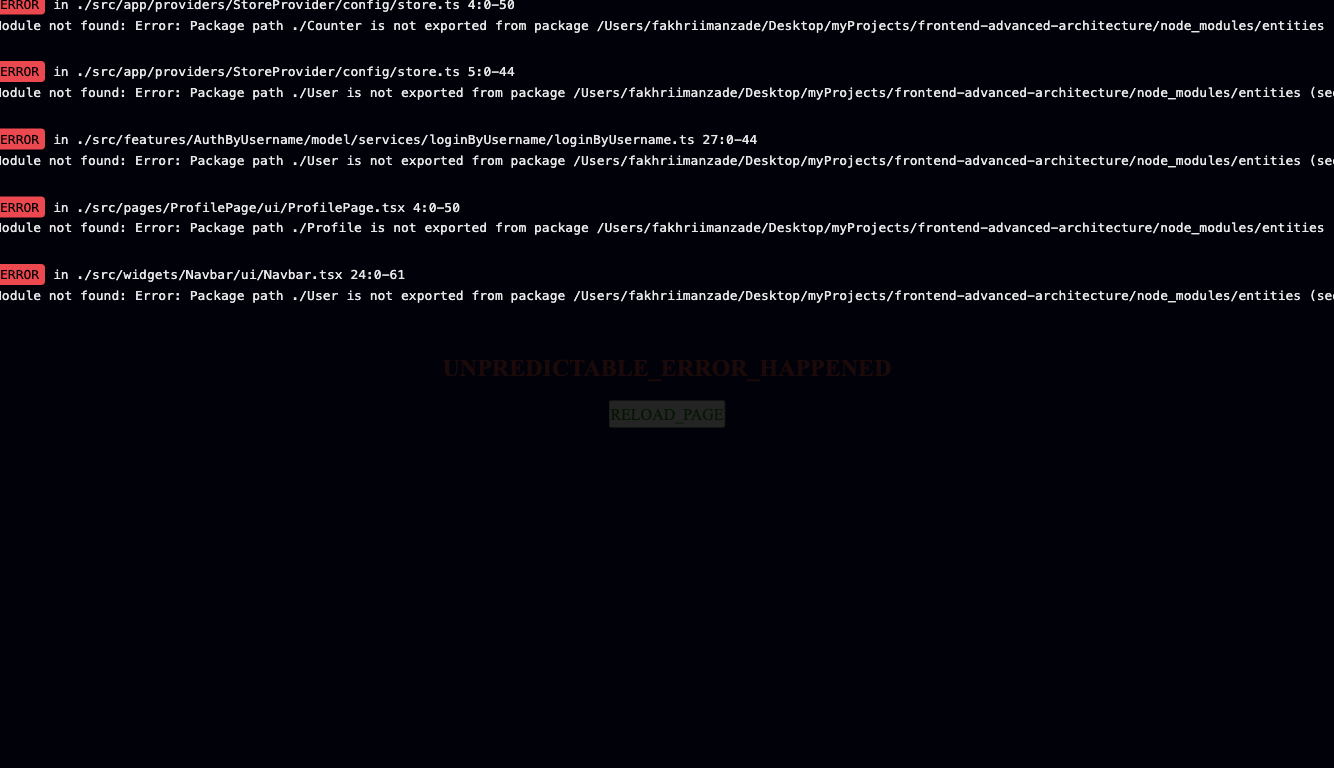 ERROR in ./src/app/providers/StoreProvider/config/store.ts 4:0-50
Module not found: Error: Package path ./Counter is not exported from package /Users/fakhriimanzade/Desktop/myProjects/frontend-advanced-architecture/node_modules/entities
ERROR in ./src/app/providers/StoreProvider/config/store.ts 5:0-44
Module not found: Error: Package path ./User is not exported from package /Users/fakhriimanzade/Desktop/myProjects/frontend-advanced-architecture/node_modules/entities (see
ERROR in ./src/features/AuthByUsername/model/services/loginByUsername/loginByUsername.ts 27:0-44
Module not found: Error: Package path ./User is not exported from package /Users/fakhriimanzade/Desktop/myProjects/frontend-advanced-architecture/node_modules/entities (see
ERROR in ./src/pages/ProfilePage/ui/ProfilePage.tsx 4:0-50
Module not found: Error: Package path ./Profile is not exported from package /Users/fakhriimanzade/Desktop/myProjects/frontend-advanced-architecture/node_modules/entities
ERROR in ./src/widgets/Navbar/ui/Navbar.tsx 24:0-61
Module not found: Error: Package path ./User is not exported from package /Users/fakhriimanzade/Desktop/myProjects/frontend-advanced-architecture/node_modules/entities (see
UNPREDICTABLE_ERROR_HAPPENED
RELOAD_PAGE